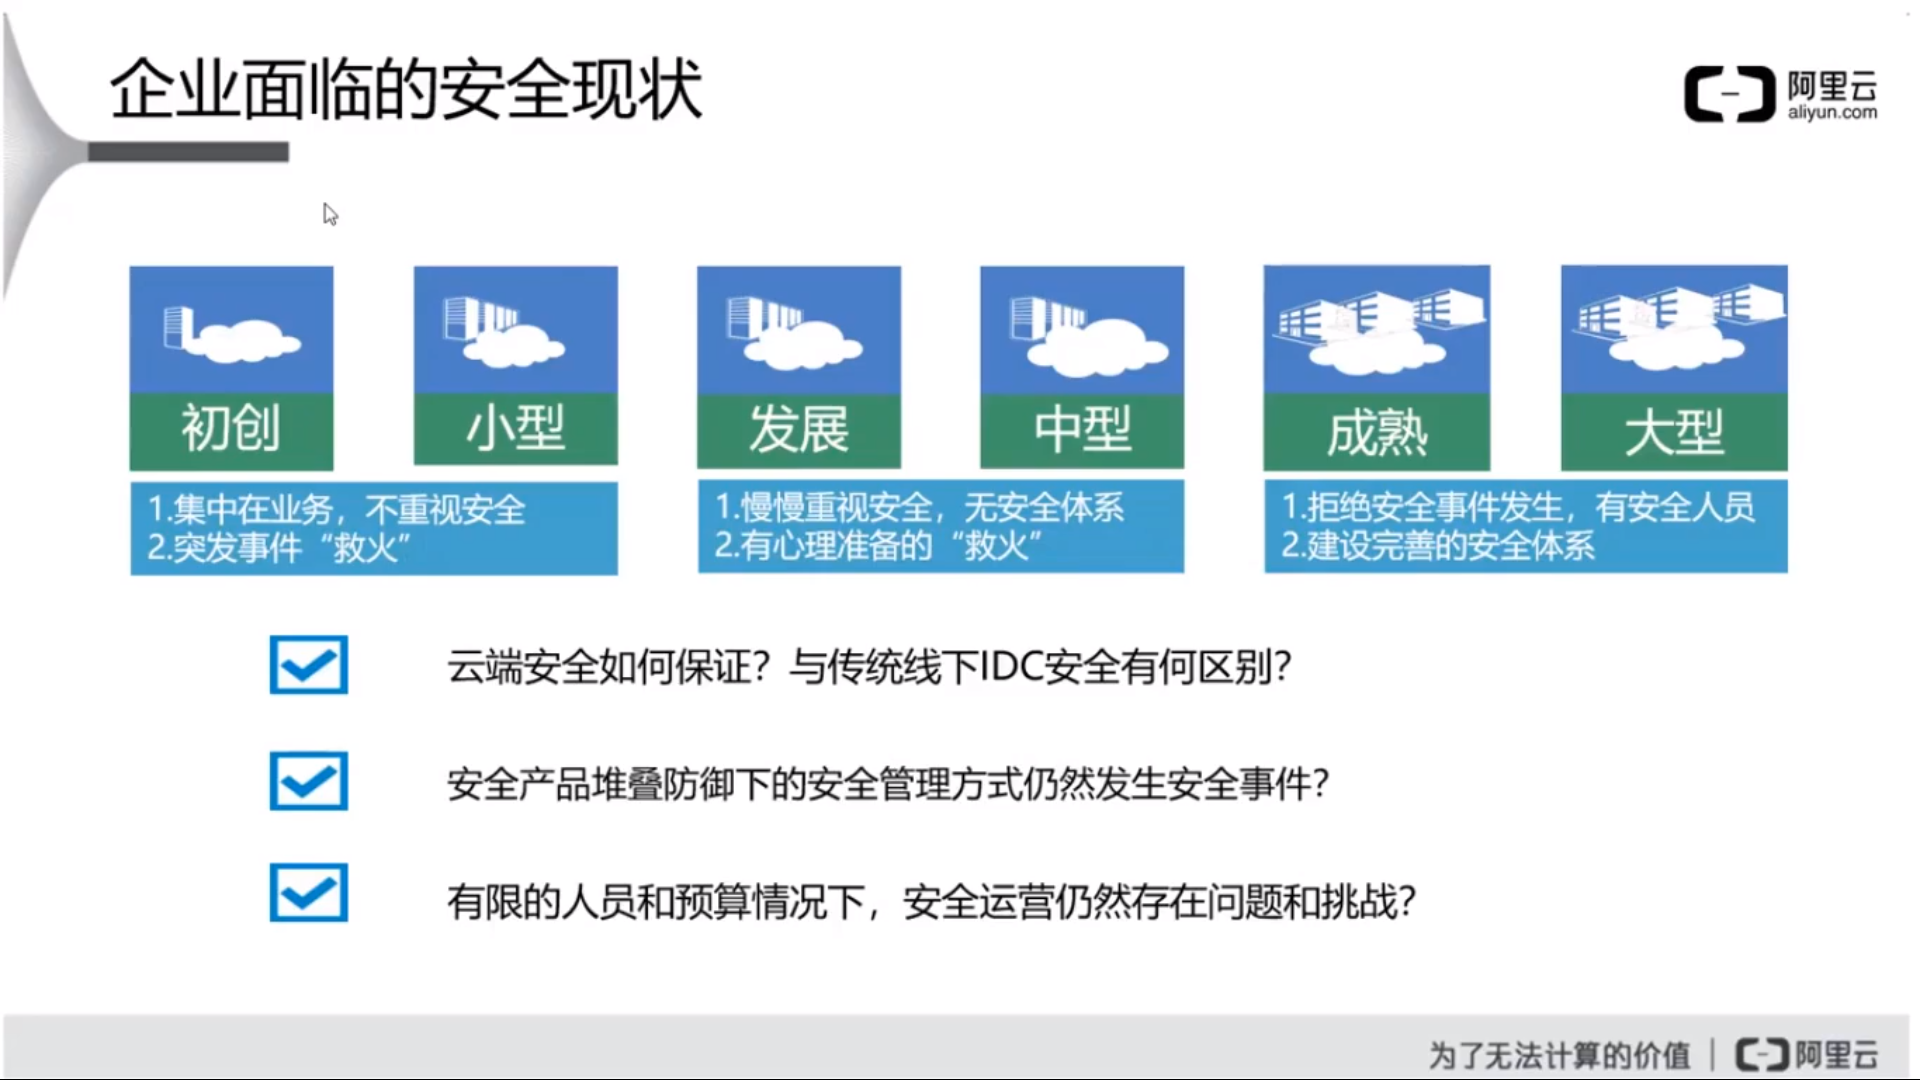 企业面临的安全现状
阿里云
aliyun.com
初创
小型
发展
中型
成熟
大型
1.集中在业务，不重视安全
2.突发事件“救火”
1.慢慢重视安全，无安全体系
2.有心理准备的“救火”
1.拒绝安全事件发生，有安全人员
2.建设完善的安全体系
云端安全如何保证？与传统线下IDC安全有何区别？
安全产品堆叠防御下的安全管理方式仍然发生安全事件？
有限的人员和预算情况下，安全运营仍然存在问题和挑战？
为了无法计算的价值 | 阿里云